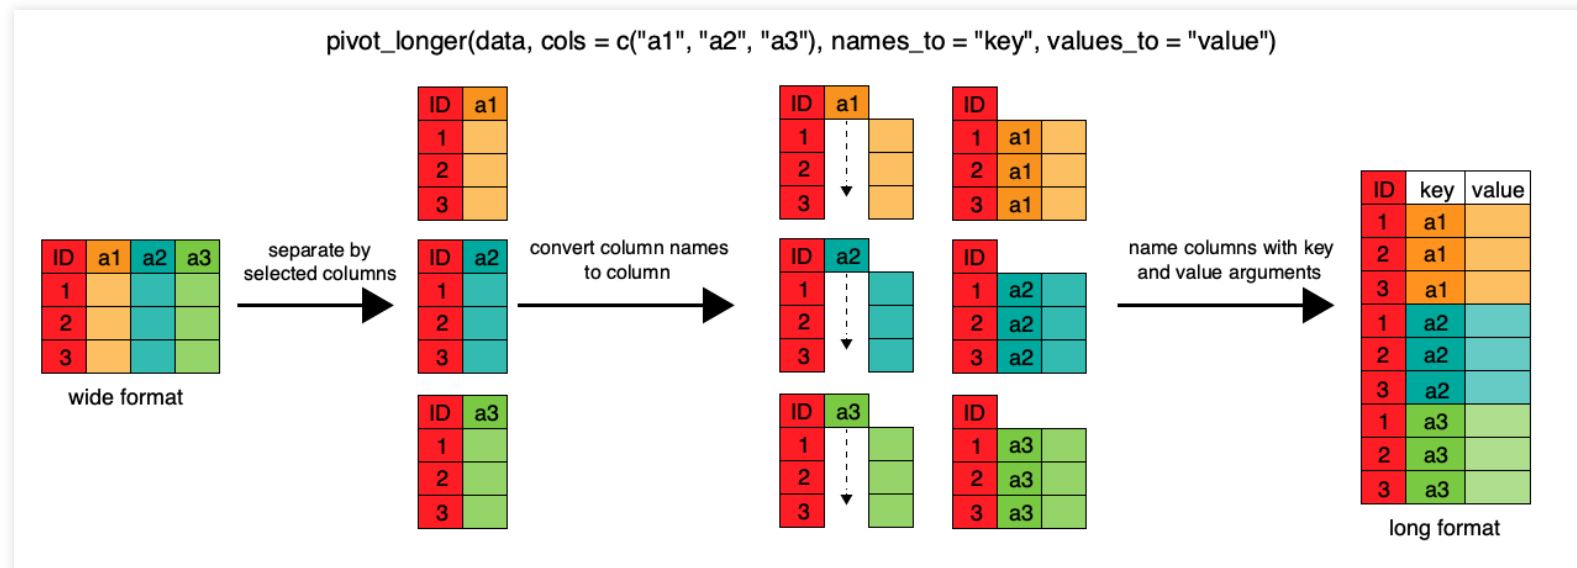 pivot_longer(data, cols = c("a1", "a2", "a3"), names_to = "key", values_to = "value")
ID a1 a2 a3
1
2
3
wide format
separate by
selected columns
ID a1
1
2
3
ID a2
1
2
3
ID a3
1
2
3
convert column names
to column
ID a1
1
2
3
ID a2
1
2
3
ID a3
1
2
3
ID
1 a1
2 a1
3 a1
ID
1 a2
2 a2
3 a2
ID
1 a3
2 a3
3 a3
name columns with key
and value arguments
ID key value
1 a1
2 a1
3 a1
1 a2
2 a2
3 a2
1 a3
2 a3
3 a3
long format